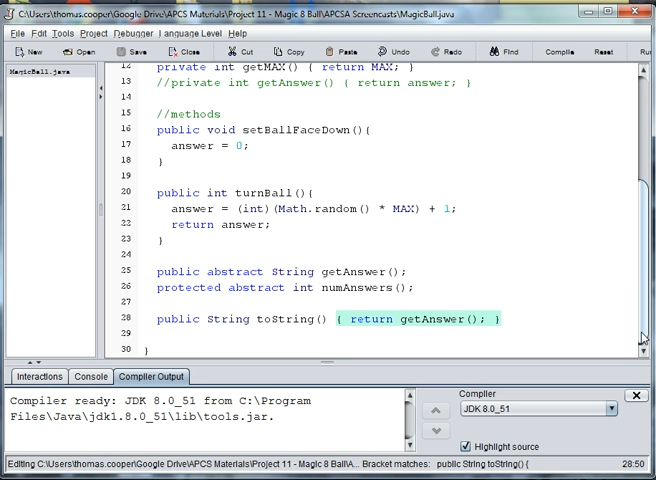 C:\Users\thomas.cooper\Google Drive\APCS Materials\Project 11 - Magic 8 Ball\APCSA Screencasts\MagicBall.java
File Edit Tools Project Debugger Language Level Help
New Open Save Close Cut Copy Paste Undo Redo Find Compile Reset Ru
MagicBall.java
12 private int getMAX() { return MAX; }
13 //private int getAnswer() { return answer; }
14
15 //methods
16 public void setBallFaceDown(){
17 answer = 0;
18 }
19
20 public int turnBall(){
21 answer = (int)(Math.random() * MAX) + 1;
22 return answer;
23 }
24
25 public abstract String getAnswer();
26 protected abstract int numAnswers();
27
28 public String toString() { return getAnswer(); }
29
30 }
Interactions Console Compiler Output
Compiler ready: JDK 8.0_51 from C:\Program
Files\Java\jdk1.8.0_51\lib\tools.jar.
Compiler
JDK 8.0_51
Highlight source
Editing C:\Users\thomas.cooper\Google Drive\APCS Materials\Project 11 - Magic 8 Ball\A... Bracket matches: public String toString() { 28:50